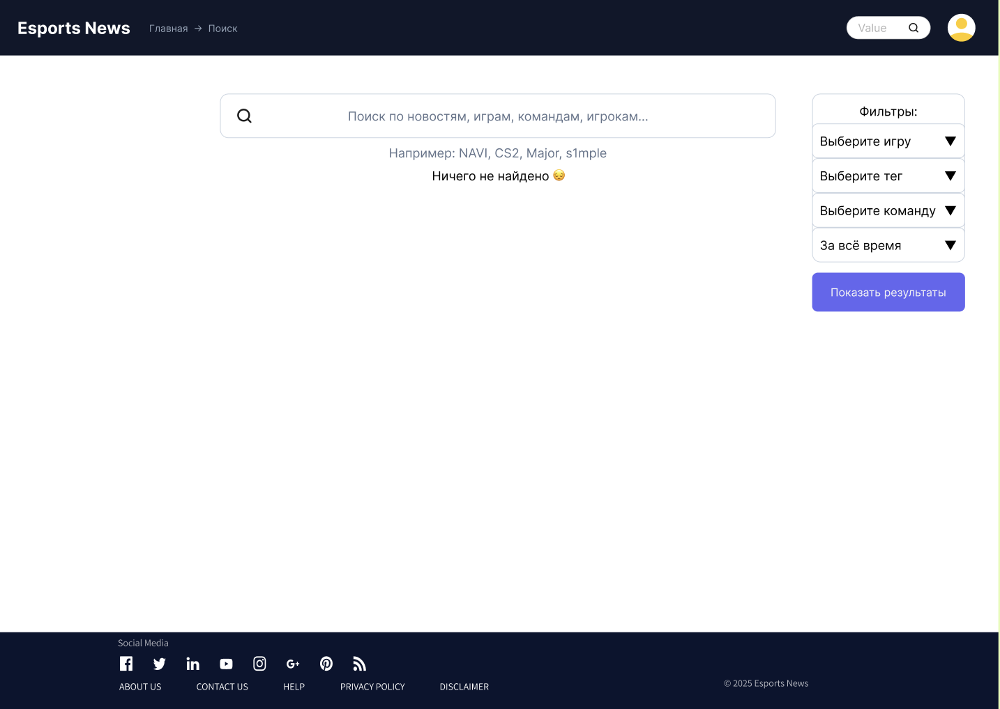 Esports News
Главная → Поиск
Value
Поиск по новостям, играм, командам, игрокам...
Например: NAVI, CS2, Major, s1mple
Ничего не найдено 😔
Фильтры:
Выберите игру
Выберите тег
Выберите команду
За всё время
Показать результаты
Social Media
ABOUT US CONTACT US HELP PRIVACY POLICY DISCLAIMER
© 2025 Esports News